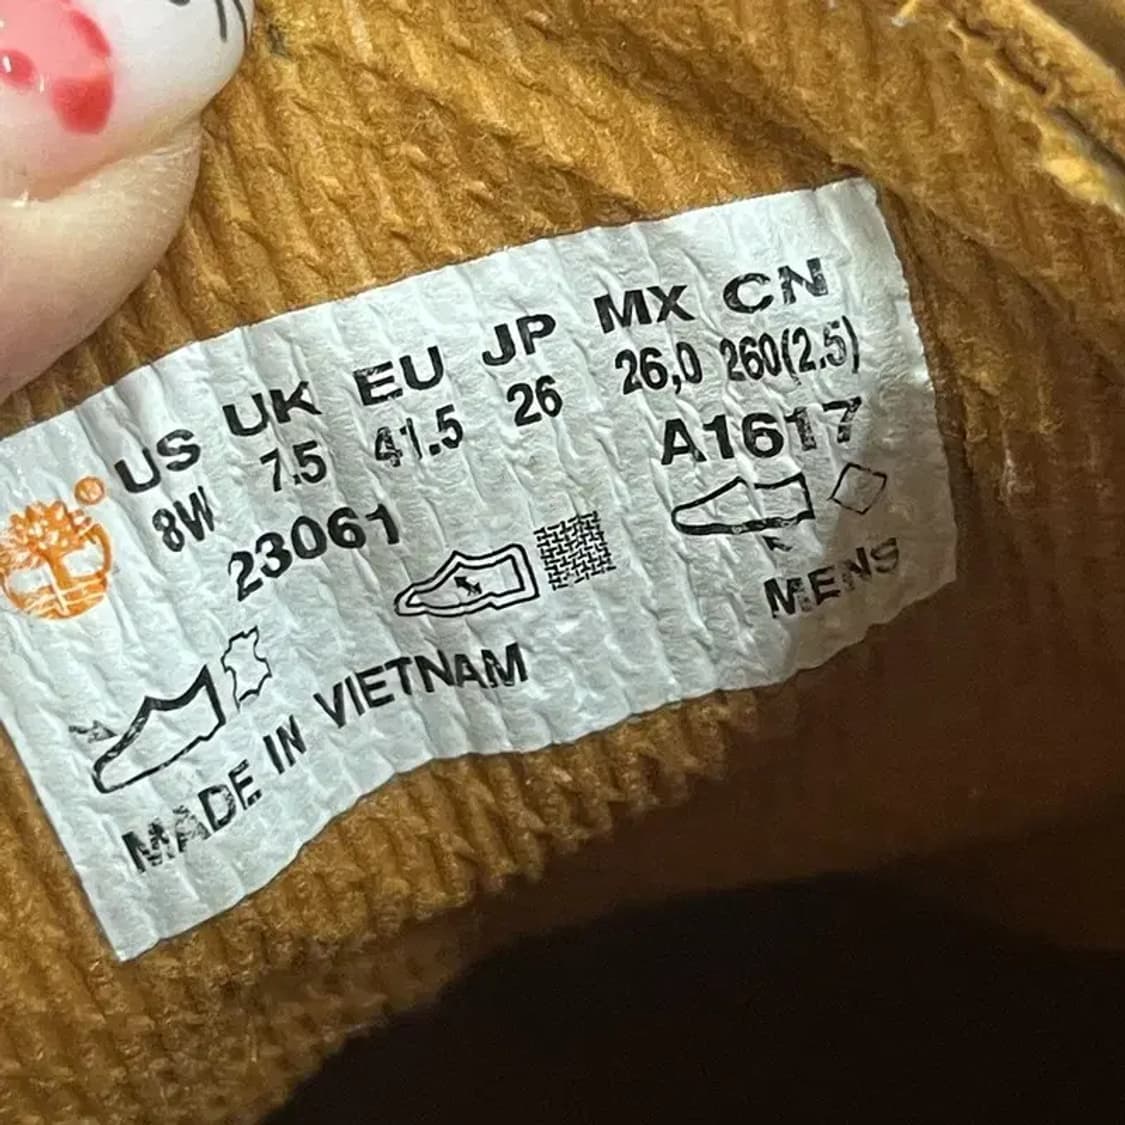 US UK EU JP MX CN
8W 7.5 41.5 26 26,0 260(2.5)
23061 A1617
MENS
MADE IN VIETNAM